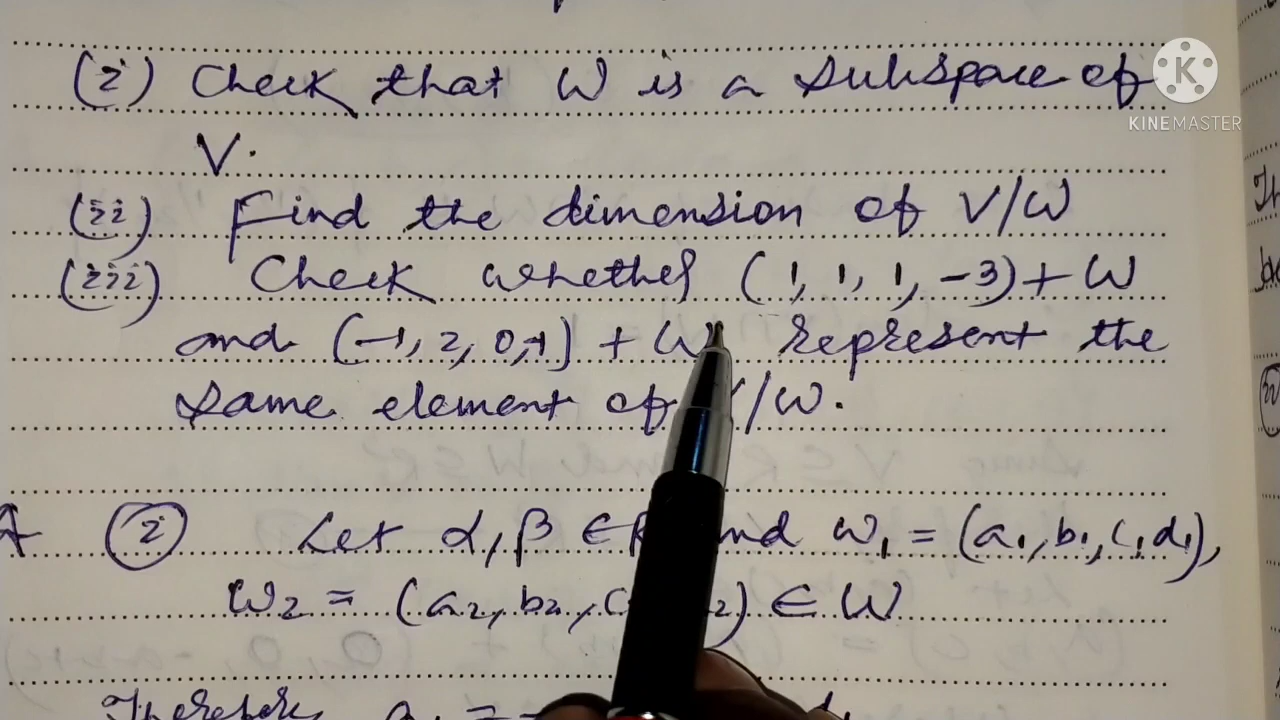 (i) Check that W is a subspace of
K
KINEMASTER
V.
(ii) Find the dimension of V/W
(iii) Check whether (1, 1, 1, -3) + W
and (-1, 2, 0, -1) + W represent the
same element of /W.
(i) Let α, β ∈ and w₁ = (a₁, b₁, c₁, d₁),
w₂ = (a₂, b₂, ) ∈ W
Therefore